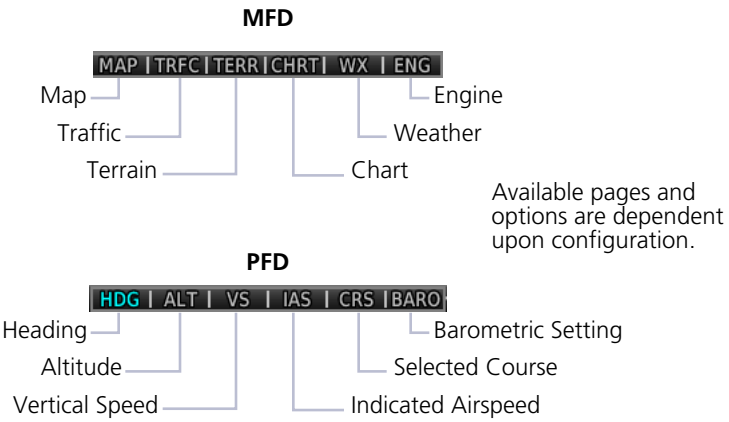 MFD
MAP | TRFC | TERR | CHRT | WX | ENG
Map
Engine
Traffic
Weather
Terrain
Chart
Available pages and
options are dependent
upon configuration.
PFD
HDG | ALT | VS | IAS | CRS | BARO
Heading
Barometric Setting
Altitude
Selected Course
Vertical Speed
Indicated Airspeed